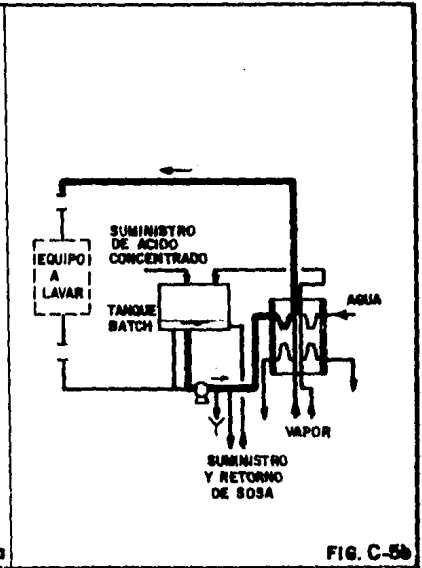 SUMINISTRO
DE ACIDO
CONCENTRADO
EQUIPO
A
LAVAR
TANQUE
BATCH
AGUA
VAPOR
SUMINISTRO
Y RETORNO
DE SOSA
FIG. C-5b